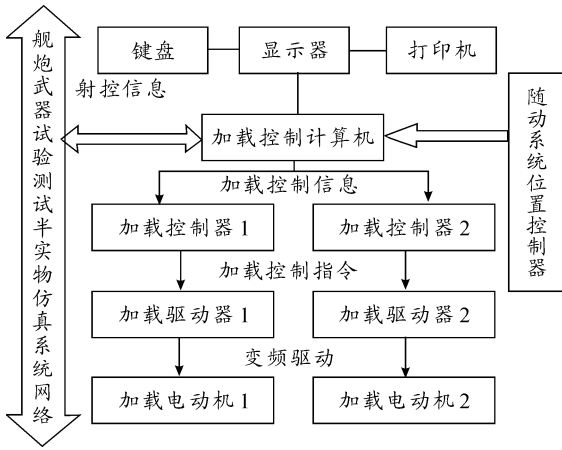 舰炮武器试验测试半实物仿真系统网络
键盘
显示器
打印机
射控信息
加载控制计算机
随动系统位置控制器
加载控制信息
加载控制器1
加载控制器2
加载控制指令
加载驱动器1
加载驱动器2
变频驱动
加载电动机1
加载电动机2